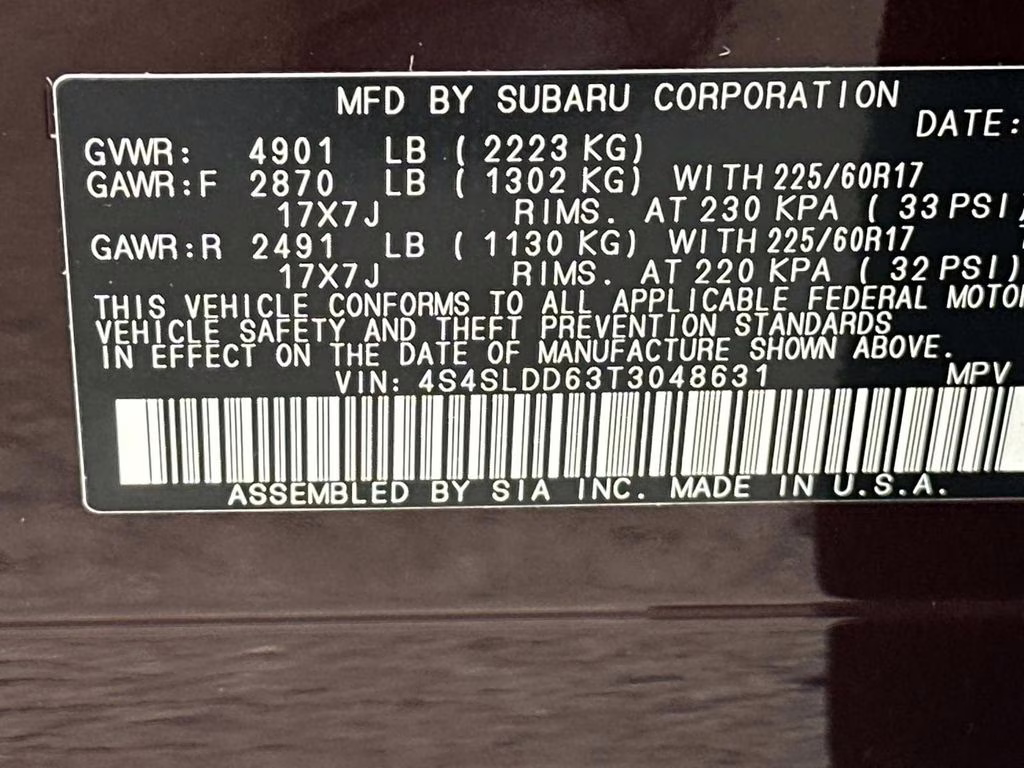 MFD BY SUBARU CORPORATION
DATE:
GVWR: 4901 LB ( 2223 KG)
GAWR:F 2870 LB ( 1302 KG) WITH 225/60R17
17X7J RIMS. AT 230 KPA ( 33 PSI)
GAWR:R 2491 LB ( 1130 KG) WITH 225/60R17
17X7J RIMS. AT 220 KPA ( 32 PSI)
THIS VEHICLE CONFORMS TO ALL APPLICABLE FEDERAL MOTOR
VEHICLE SAFETY AND THEFT PREVENTION STANDARDS
IN EFFECT ON THE DATE OF MANUFACTURE SHOWN ABOVE.
VIN: 4S4SLDD63T3048631 MPV
ASSEMBLED BY SIA INC. MADE IN U.S.A.